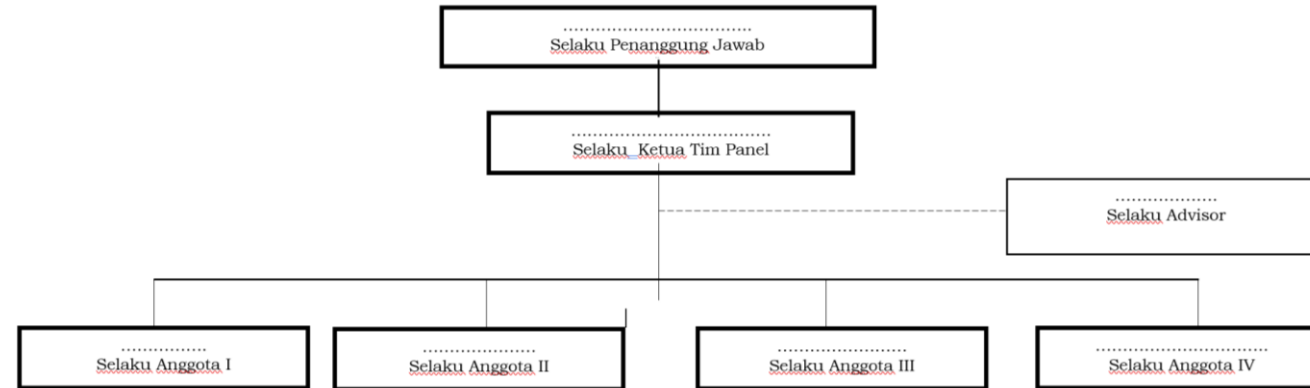 ..................................
Selaku Penanggung Jawab
....................................
Selaku Ketua Tim Panel
...................
Selaku Advisor
................
Selaku Anggota I
.....................
Selaku Anggota II
........................
Selaku Anggota III
................................
Selaku Anggota IV